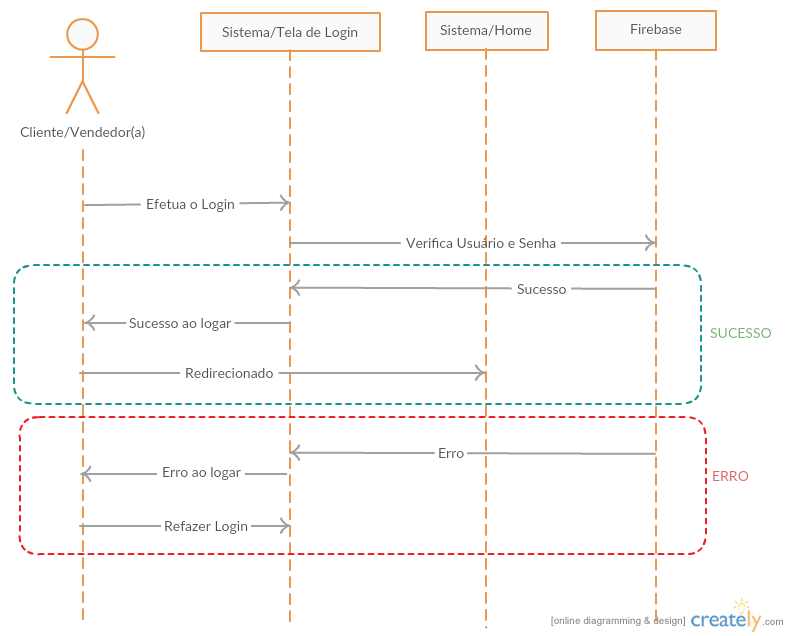 Sistema/Tela de Login
Sistema/Home
Firebase
Cliente/Vendedor(a)
Efetua o Login
Verifica Usuário e Senha
Sucesso
Sucesso ao logar
SUCESSO
Redirecionado
Erro
Erro ao logar
ERRO
Refazer Login
[online diagramming & design] creately.com